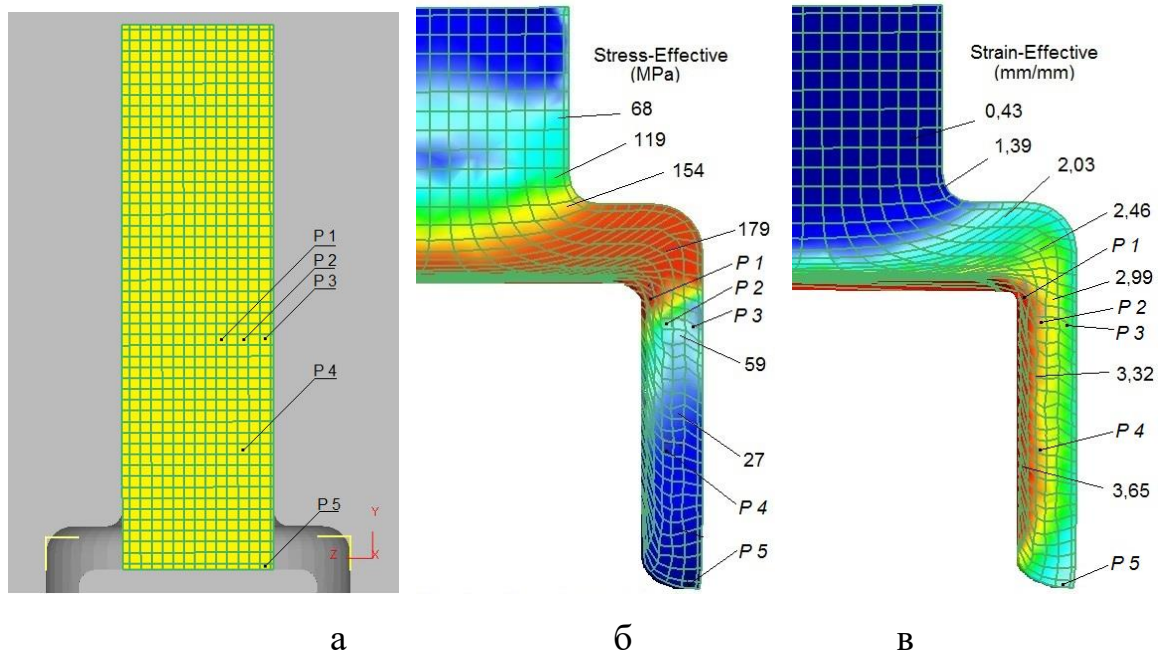 P 1
P 2
P 3
P 4
P 5
Y
Z
X
Stress-Effective
(MPa)
68
119
154
179
P 1
P 2
P 3
59
27
P 4
P 5
Strain-Effective
(mm/mm)
0,43
1,39
2,03
2,46
P 1
2,99
P 2
P 3
3,32
P 4
3,65
P 5
а
б
в